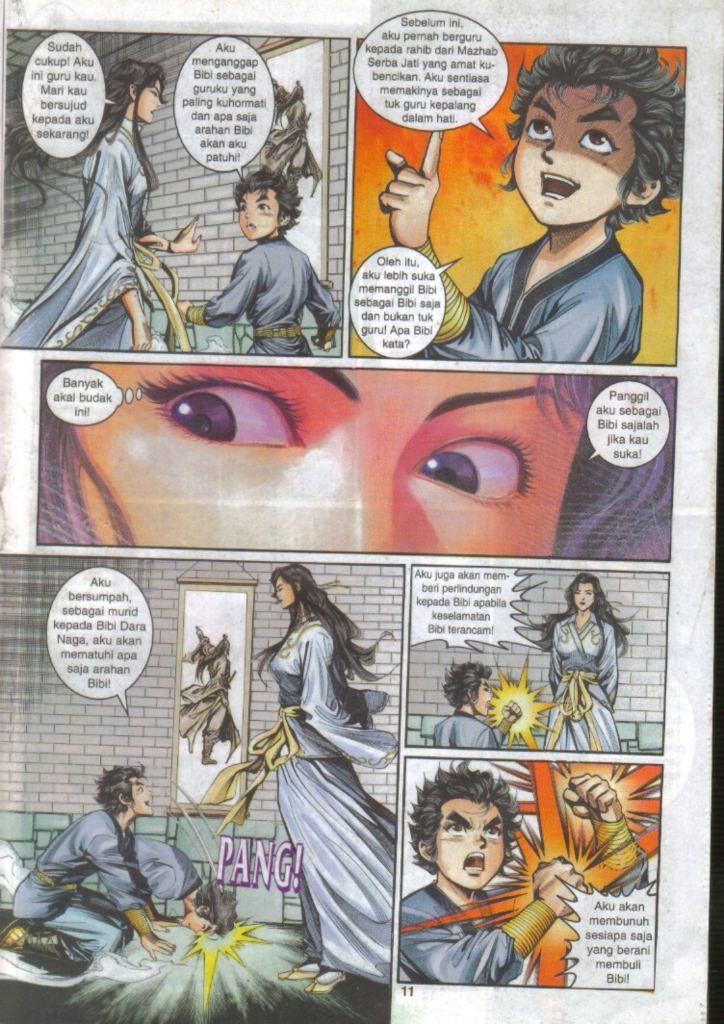 Sudah
cukup! Aku
ini guru kau.
Mari kau
bersujud
kepada aku
sekarang!
Aku
menganggap
Bibi sebagai
guruku yang
paling kuhormati
dan apa saja
arahan Bibi
akan aku
patuhi!
Sebelum ini,
aku pernah berguru
kepada rahib dari Mazhab
Serba Jati yang amat ku-
bencikan. Aku sentiasa
memakinya sebagai
tuk guru kepalang
dalam hati.
Oleh itu,
aku lebih suka
memanggil Bibi
sebagai Bibi saja
dan bukan tuk
guru! Apa Bibi
kata?
Banyak
akal budak
ini!
Panggil
aku sebagai
Bibi sajalah
jika kau
suka!
Aku
bersumpah,
sebagai murid
kepada Bibi Dara
Naga, aku akan
mematuhi apa
saja arahan
Bibi!
PANG!
Aku juga akan mem-
beri perlindungan
kepada Bibi apabila
keselamatan
Bibi terancam!
Aku akan
membunuh
sesiapa saja
yang berani
membuli
Bibi!
11